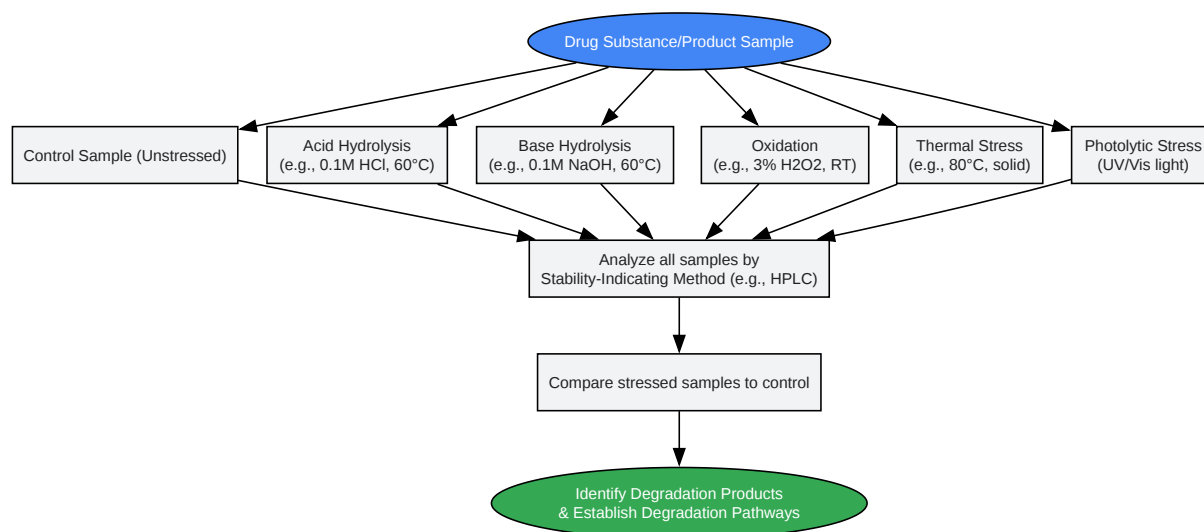 Drug Substance/Product Sample
Control Sample (Unstressed)
Acid Hydrolysis
(e.g., 0.1M HCl, 60°C)
Base Hydrolysis
(e.g., 0.1M NaOH, 60°C)
Oxidation
(e.g., 3% H2O2, RT)
Thermal Stress
(e.g., 80°C, solid)
Photolytic Stress
(UV/Vis light)
Analyze all samples by
Stability-Indicating Method (e.g., HPLC)
Compare stressed samples to control
Identify Degradation Products
& Establish Degradation Pathways